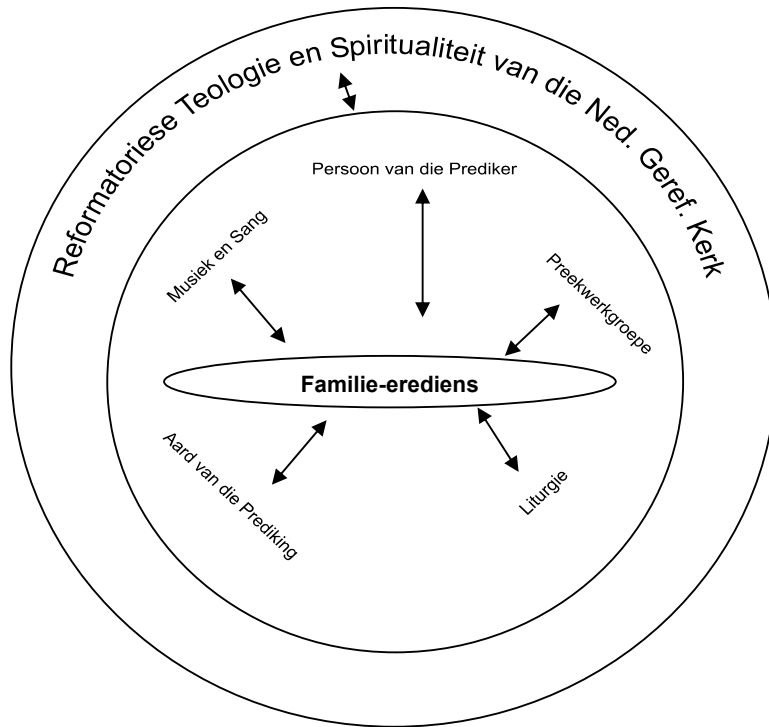 Reformatoriese Teologie en Spiritualiteit van die Ned. Geref. Kerk
Persoon van die Prediker
Musiek en Sang
Preekwerkgroepe
Familie-erediens
Aard van die Prediking
Liturgie